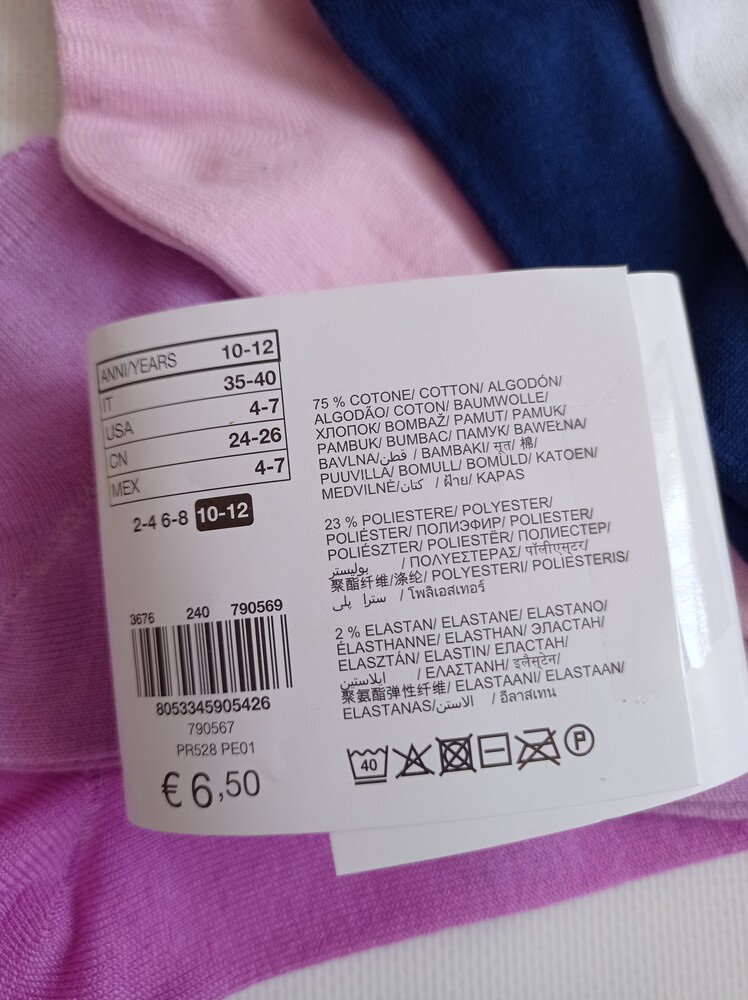 ANNI/YEARS 10-12
IT 35-40
USA 4-7
CN 24-26
MEX 4-7
2-4 6-8 10-12
3676 240 790569
8053345905426
790567
PR528 PE01
€ 6,50
75 % COTONE/ COTTON/ ALGODÓN/
ALGODÃO/ COTON/ BAUMWOLLE/
ХЛОПОК/ BOMBAŽ/ PAMUT/ PAMUK/
PAMBUK/ BUMBAC/ ПАМУК/ BAWEŁNA/
BAVLNA/قطن/ BAMBAKI/ सूत/ 棉/
PUUVILLA/ BOMULL/ BOMULD/ KATOEN/
MEDVILNĖ/كتان / ฝ้าย/ KAPAS
23 % POLIESTERE/ POLYESTER/
POLIÉSTER/ ПОЛИЭФИР/ POLIESTER/
POLIÉSZTER/ POLIESTËR/ ПОЛИЕСТЕР/
بوليستر / ΠΟΛΥΕΣΤΕΡΑΣ/ पॉलीएस्टर/
聚酯纤维/涤纶/ POLYESTERI/ POLIESTERIS/
سترا پلی / โพลิเอสเทอร์
2 % ELASTAN/ ELASTANE/ ELASTANO/
ÉLASTHANNE/ ELASTHAN/ ЭЛАСТАН/
ELASZTÁN/ ELASTIN/ ЕЛАСТАН/
ايلاستين / ΕΛΑΣΤΑΝΗ/ इलैस्टेन/
聚氨酯弹性纤维/ ELASTAANI/ ELASTAAN/
ELASTANAS/الاستن / อีลาสเทน
40 P